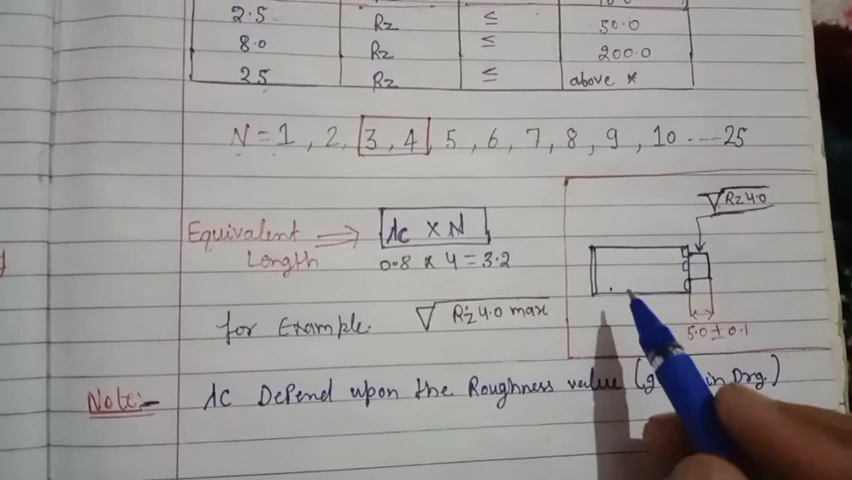 2.5 Rz ≤ 50.0
8.0 Rz ≤ 200.0
25 Rz ≤ above *
N = 1, 2, 3, 4, 5, 6, 7, 8, 9, 10 ---- 25
Rz 4.0
Equivalent ⇒ λc × N
Length 0.8 × 4 = 3.2
for Example. Rz 4.0 max
5.0 ± 0.1
Note:- λc Depend upon the Roughness value ( in Drg.)